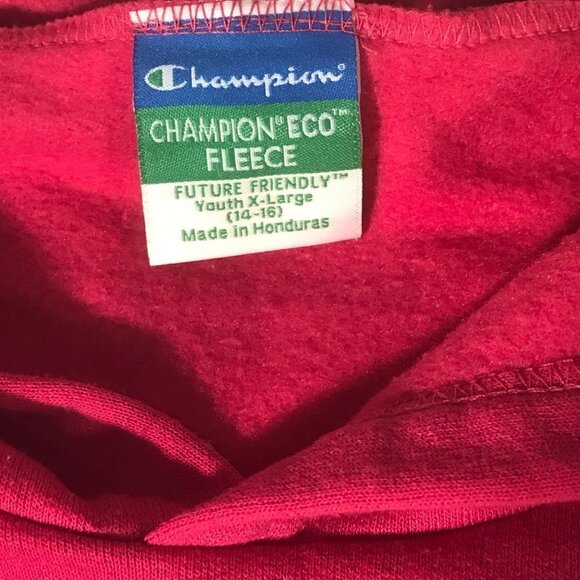 Champion®
CHAMPION® ECO™
FLEECE
FUTURE FRIENDLY™
Youth X-Large
(14-16)
Made in Honduras